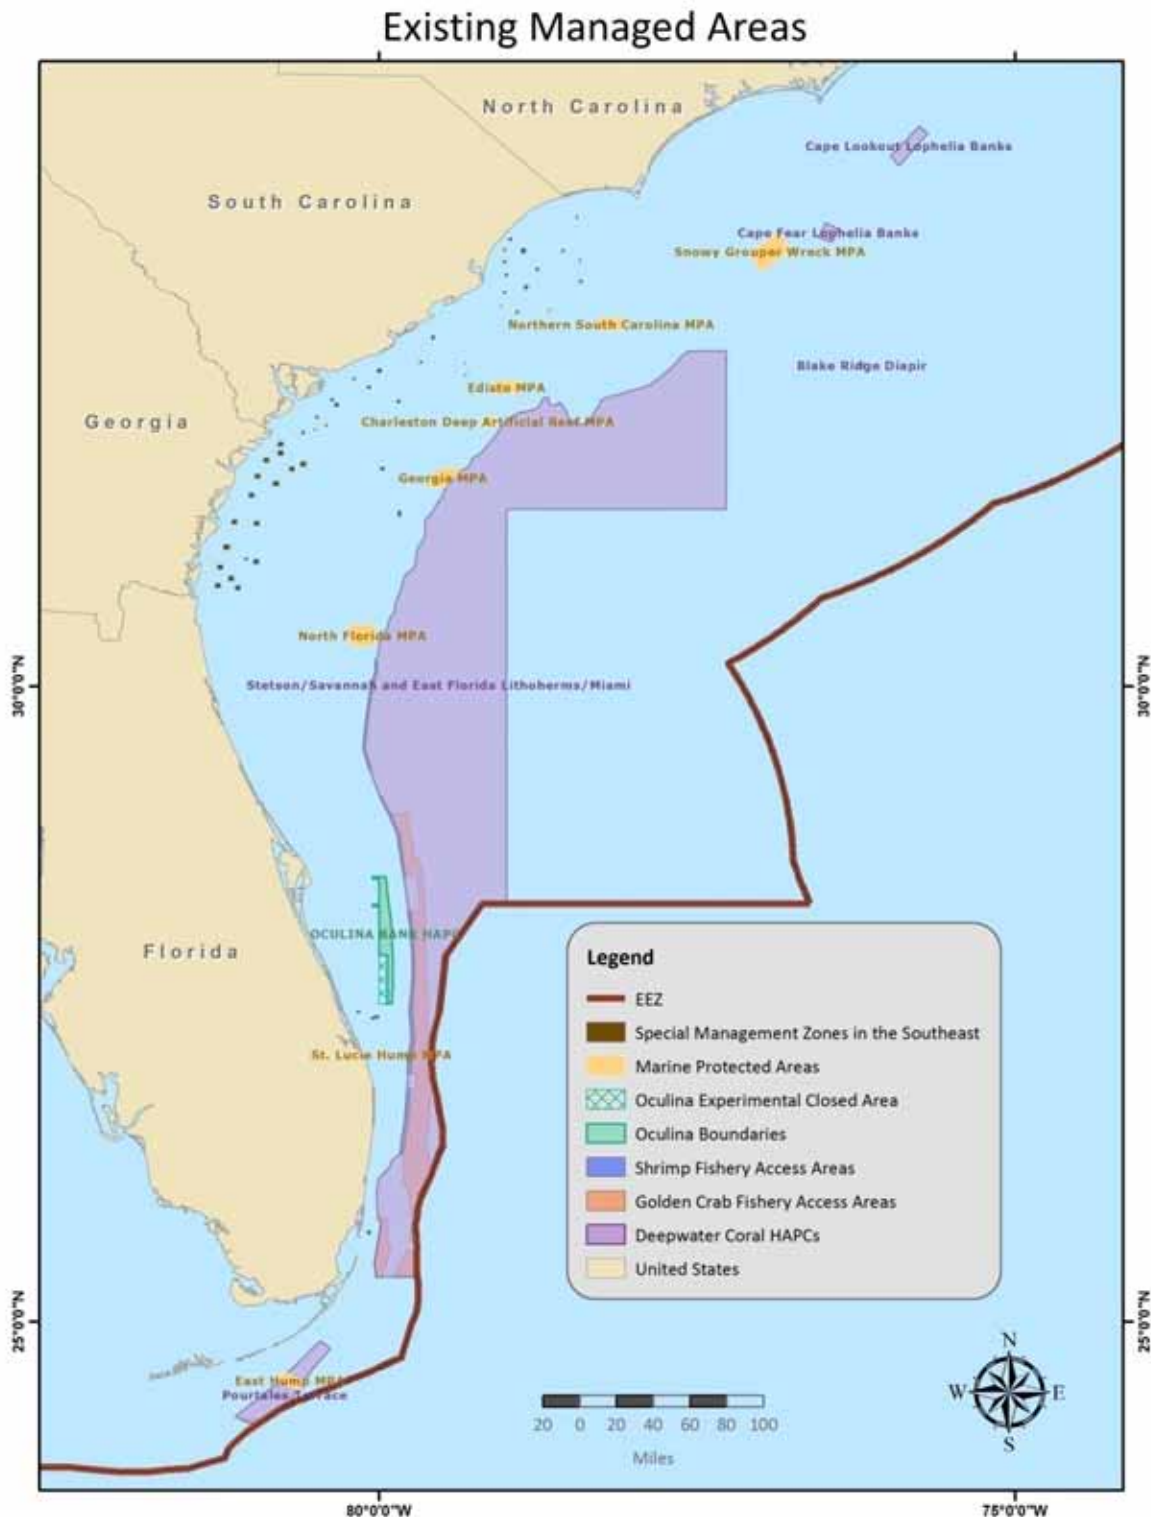 Existing Managed Areas
North Carolina
Cape Lookout Lophelia Banks
South Carolina
Cape Fear Lophelia Banks
Snowy Grouper Wreck MPA
Northern South Carolina MPA
Blake Ridge Diapir
Edisto MPA
Georgia
Charleston Deep Artificial Reef MPA
Georgia MPA
North Florida MPA
Stetson/Savannah and East Florida Lithoherms/Miami
30°0'0"N
30°0'0"N
OCULINA BANK HAPC
Florida
St. Lucie Hump MPA
Legend
EEZ
Special Management Zones in the Southeast
Marine Protected Areas
Oculina Experimental Closed Area
Oculina Boundaries
Shrimp Fishery Access Areas
Golden Crab Fishery Access Areas
Deepwater Coral HAPCs
United States
25°0'0"N
25°0'0"N
East Hump MPA
Pourtales Terrace
N
W
E
S
20 0 20 40 60 80 100
Miles
80°0'0"W
75°0'0"W